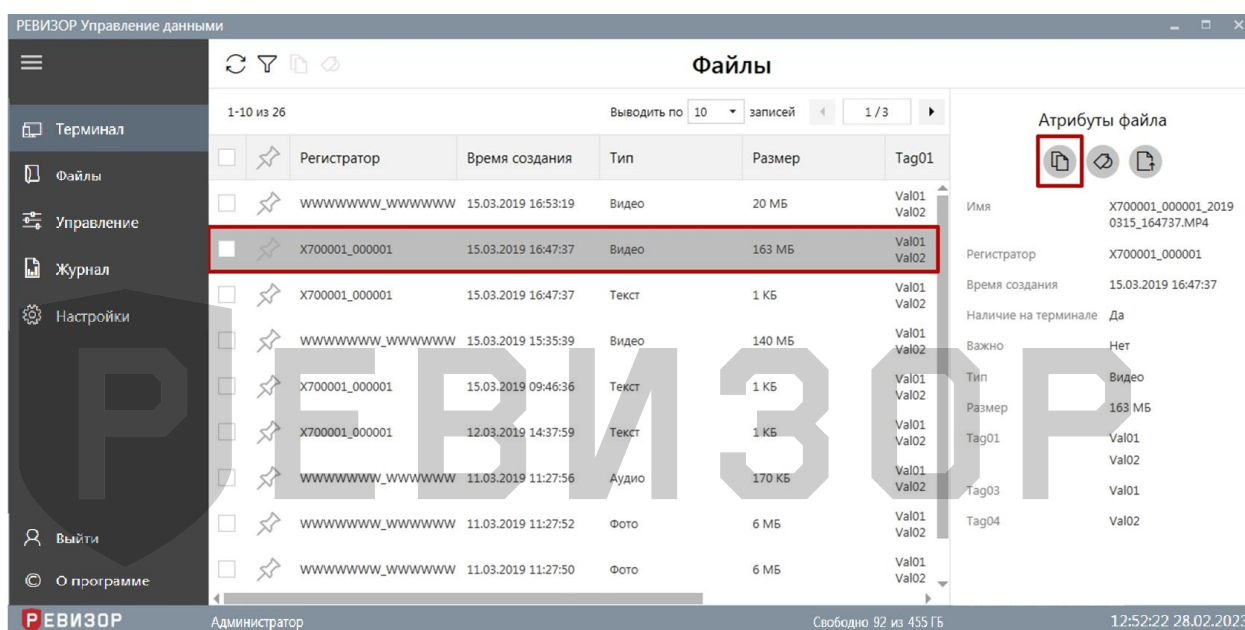 РЕВИЗОР Управление данными
Файлы
Терминал
Файлы
Управление
Журнал
Настройки
Выйти
О программе
1-10 из 26
Выводить по 10 записей 1 / 3
Регистратор Время создания Тип Размер Tag01
WWWWWWW_WWWWWW 15.03.2019 16:53:19 Видео 20 МБ Val01
Val02
X700001_000001 15.03.2019 16:47:37 Видео 163 МБ Val01
Val02
X700001_000001 15.03.2019 16:47:37 Текст 1 КБ Val01
Val02
WWWWWWW_WWWWWW 15.03.2019 15:35:39 Видео 140 МБ Val01
Val02
X700001_000001 15.03.2019 09:46:36 Текст 1 КБ Val01
Val02
X700001_000001 12.03.2019 14:37:59 Текст 1 КБ Val01
Val02
WWWWWWW_WWWWWW 11.03.2019 11:27:56 Аудио 170 КБ Val01
Val02
WWWWWWW_WWWWWW 11.03.2019 11:27:52 Фото 6 МБ Val01
Val02
WWWWWWW_WWWWWW 11.03.2019 11:27:50 Фото 6 МБ Val01
Val02
Атрибуты файла
Имя X700001_000001_2019
0315_164737.MP4
Регистратор X700001_000001
Время создания 15.03.2019 16:47:37
Наличие на терминале Да
Важно Нет
Тип Видео
Размер 163 МБ
Tag01 Val01
Val02
Tag03 Val01
Tag04 Val02
РЕВИЗОР
РЕВИЗОР Администратор Свободно 92 из 455 ГБ 12:52:22 28.02.2023